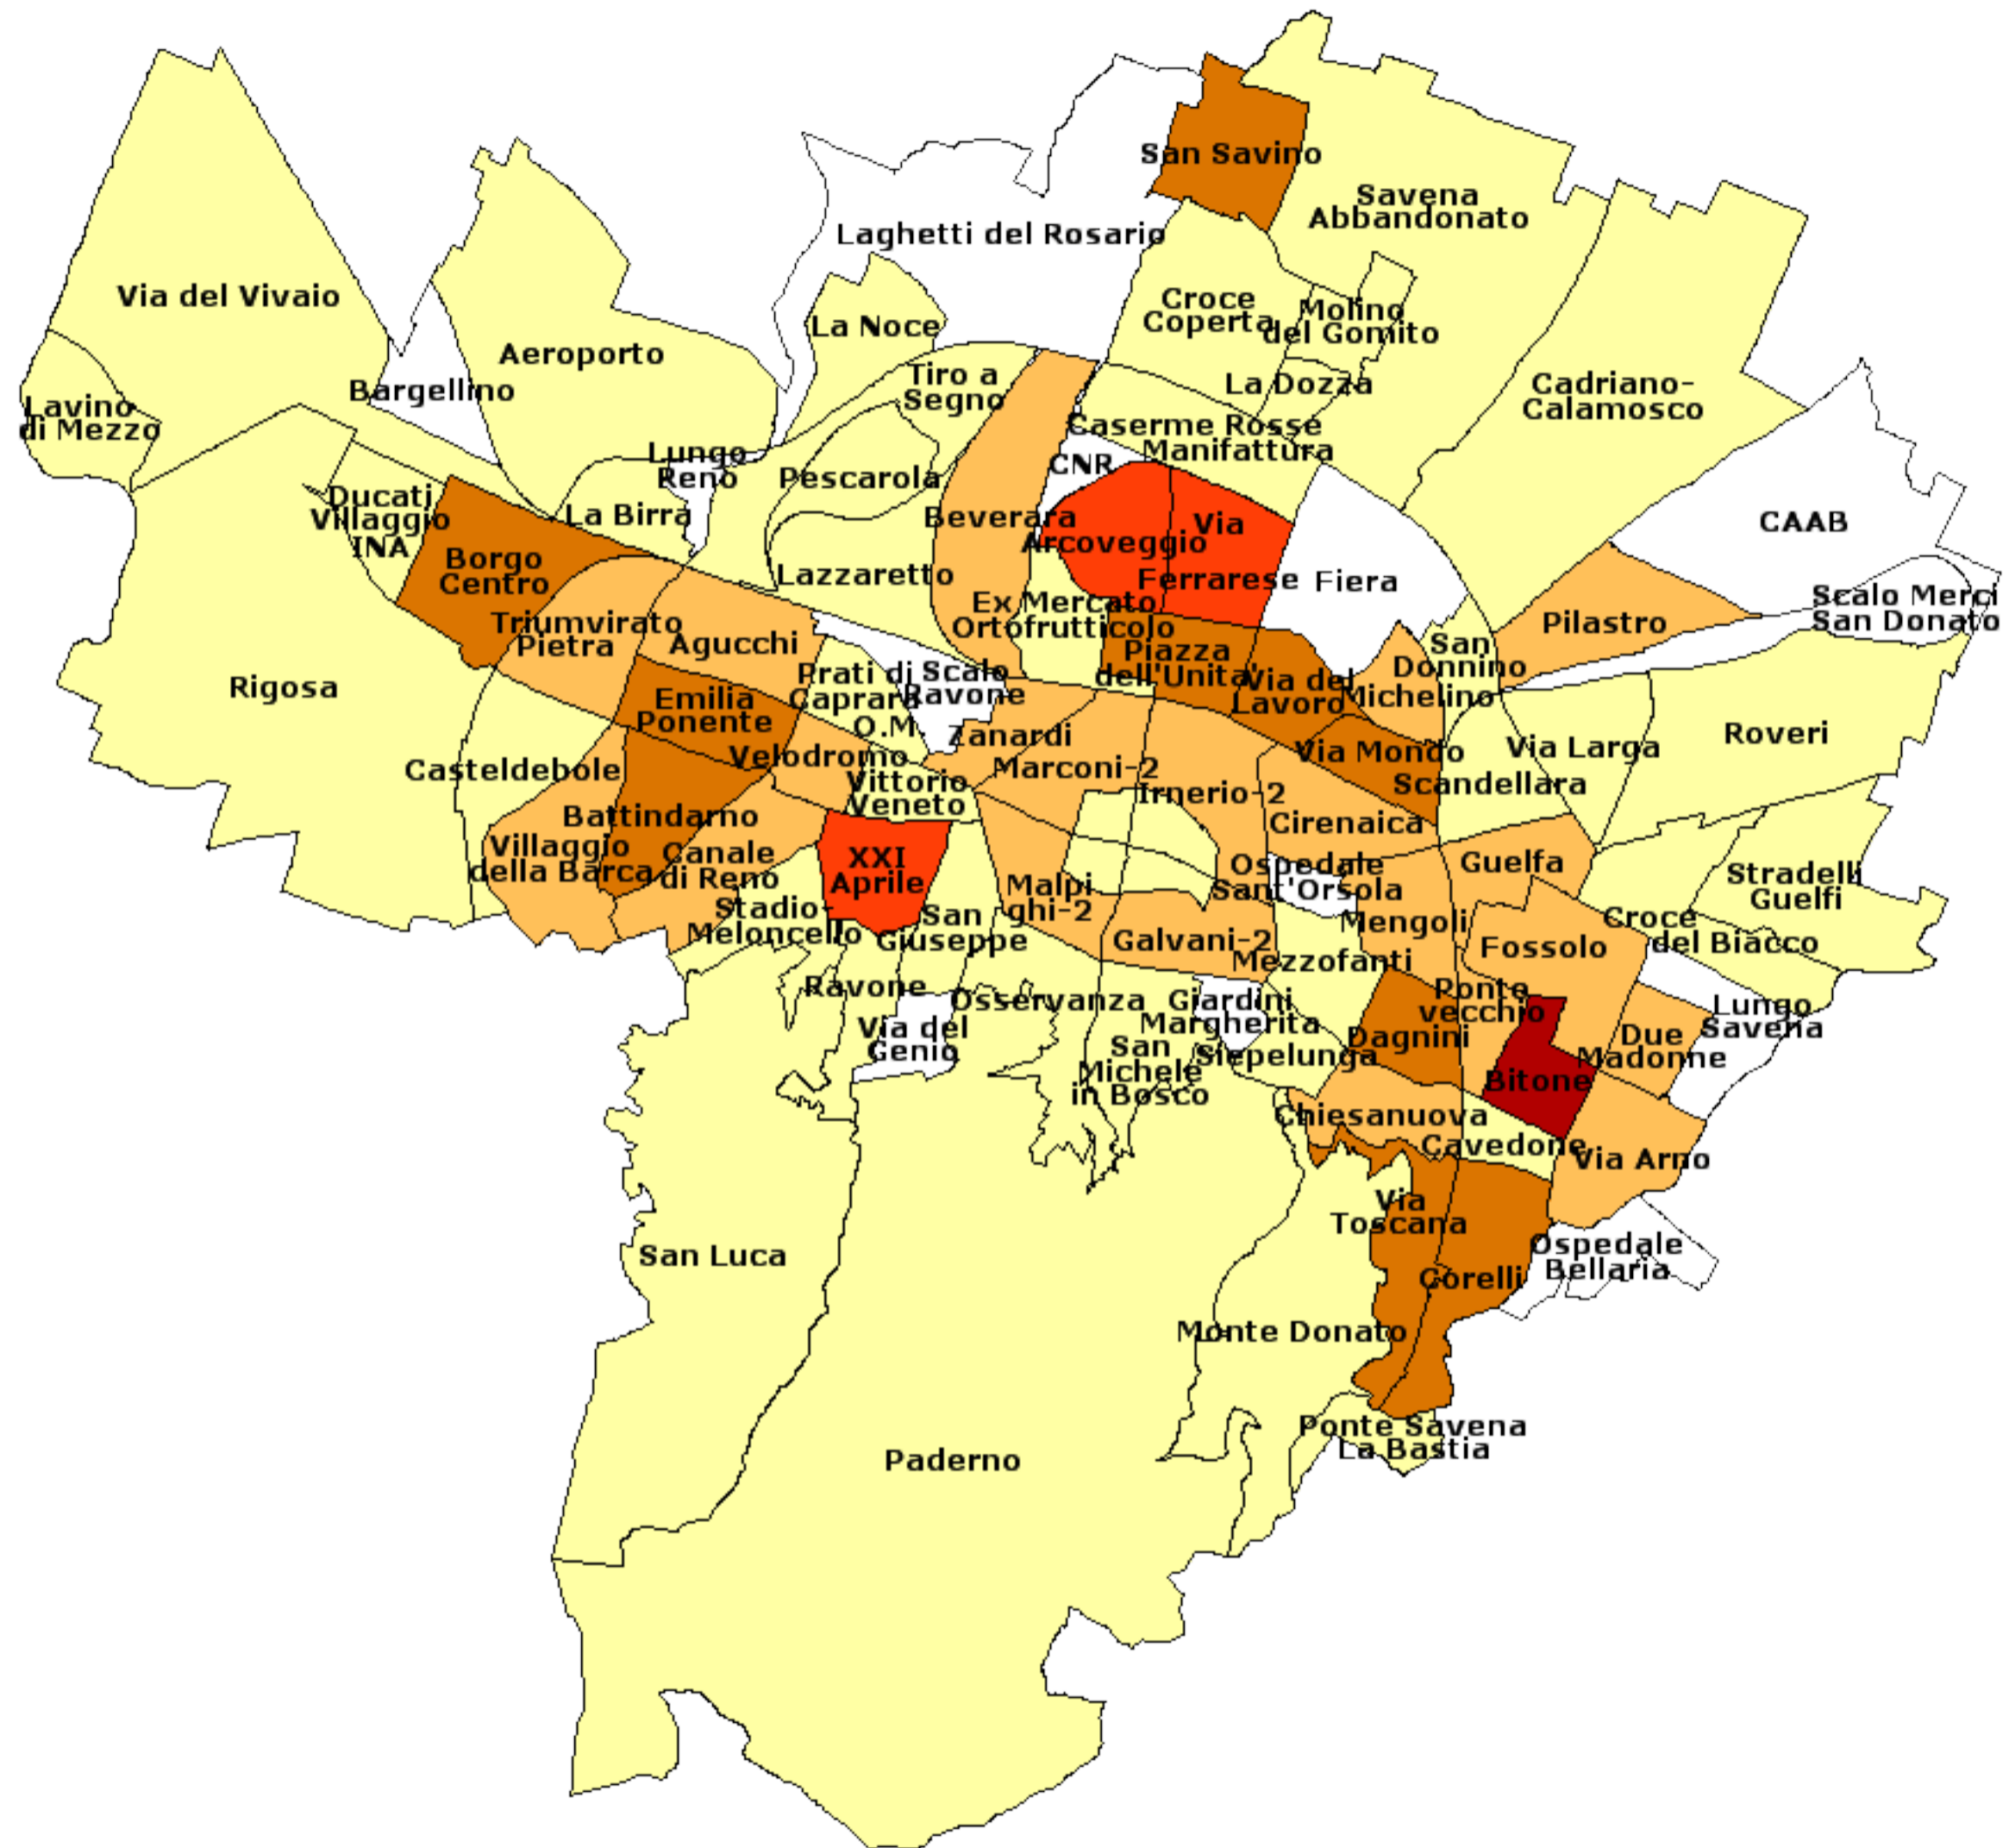 San Savino
Savena
Abbandonato
Laghetti del Rosario
Via del Vivaio
La Noce
Croce
Coperta
Molino
del Gomito
Aeroporto
Bargellino
Tiro a
Segno
La Dozza
Cadriano-
Calamosco
Lavino
di Mezzo
Caserme Rosse
Manifattura
Lungo
Reno
CNR
Pescarola
Ducati
Villaggio
INA
La Birra
Beverara
Arcoveggio
Via
Ferrarese
Fiera
CAAB
Borgo
Centro
Lazzaretto
Ex Mercato
Ortofrutticolo
Scalo Merci
San Donato
Triumvirato
Pietra
Agucchi
Piazza
dell'Unita'
San
Donnino
Pilastro
Prati di
Caprara
O.M
Scalo
Ravone
Via del
Lavoro
Michelino
Rigosa
Emilia
Ponente
Zanardi
Via Mondo
Via Larga
Roveri
Casteldebole
Velodromo
Vittorio
Veneto
Marconi-2
Irnerio-2
Scandellara
Battindarno
Cirenaica
Villaggio
della Barca
Canale
di Reno
XXI
Aprile
Malpi
ghi-2
Ospedale
Sant'Orsola
Guelfa
Stradelli
Guelfi
Stadio-
Meloncello
San
Giuseppe
Galvani-2
Mengoli
Fossolo
Croce
del Biacco
Mezzofanti
Ravone
Osservanza
Giardini
Margherita
Ponte
vecchio
Lungo
Savena
Via del
Genio
San
Michele
in Bosco
Siepelunga
Dagnini
Due
Madonne
Bitone
Chiesanuova
Cavedone
Via Arno
Via
Toscana
San Luca
Corelli
Ospedale
Bellaria
Monte Donato
Ponte Savena
La Bastia
Paderno